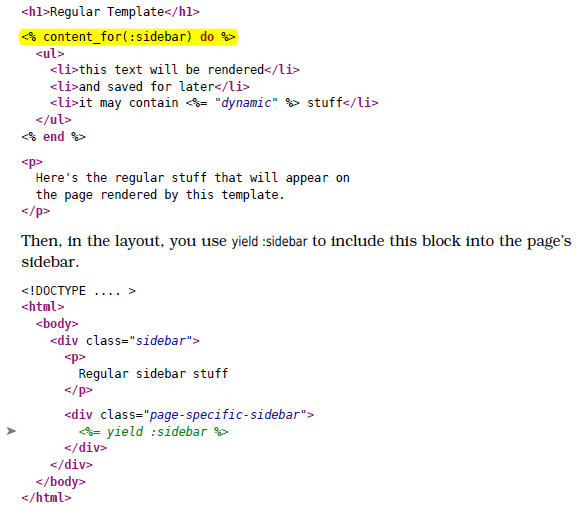 <h1>Regular Template</h1>
<% content_for(:sidebar) do %>
  <ul>
    <li>this text will be rendered</li>
    <li>and saved for later</li>
    <li>it may contain <%= "dynamic" %> stuff</li>
  </ul>
<% end %>
<p>
  Here's the regular stuff that will appear on
  the page rendered by this template.
</p>
Then, in the layout, you use yield :sidebar to include this block into the page's
sidebar.
<!DOCTYPE .... >
<html>
  <body>
    <div class="sidebar">
      <p>
        Regular sidebar stuff
      </p>
      <div class="page-specific-sidebar">
        <%= yield :sidebar %>
      </div>
    </div>
  </body>
</html>